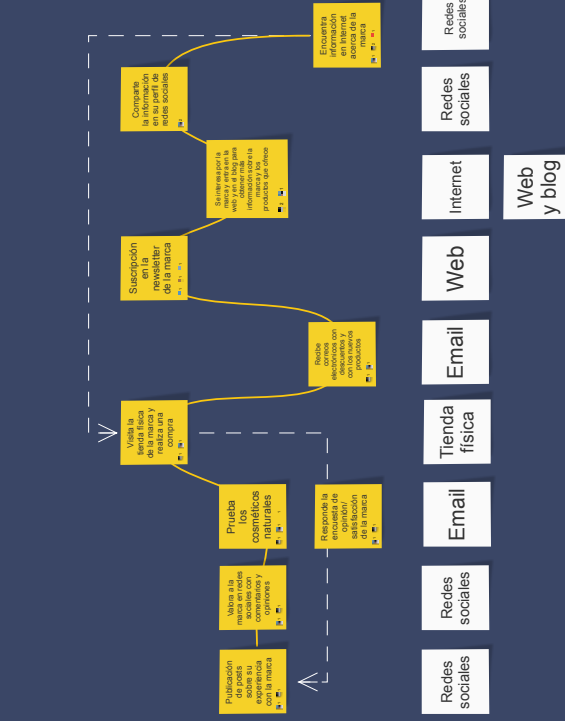 Encuentra
información
en Internet
acerca de la
marca
Redes
sociales
Comparte
la información
en su perfil de
redes sociales
Redes
sociales
Se interesa por la
marca y entra en la
web y en el blog para
obtener más
información sobre la
marca y los
productos que ofrece
Internet
Web
y blog
Suscripción
en la
newsletter
de la marca
Web
Recibe
correos
electrónicos con
descuentos y
con los nuevos
productos
Email
Visita la
tienda física
de la marca y
realiza una
compra
Tienda
física
Prueba
los
cosméticos
naturales
Responde la
encuesta de
opinión/
satisfacción
de la marca
Email
Valora a la
marca en redes
sociales con
comentarios y
opiniones
Redes
sociales
Publicación
de posts
sobre su
experiencia
con la marca
Redes
sociales